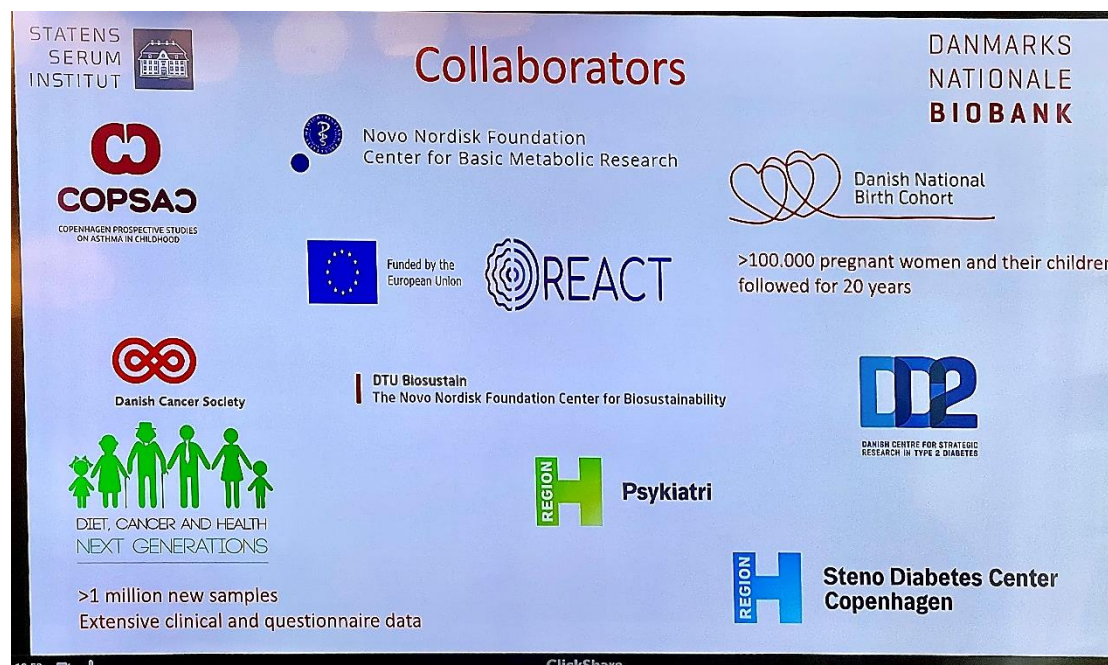 STATENS
SERUM
INSTITUT
Collaborators
DANMARKS
NATIONALE
BIOBANK
COPSAC
COPENHAGEN PROSPECTIVE STUDIES
ON ASTHMA IN CHILDHOOD
Novo Nordisk Foundation
Center for Basic Metabolic Research
Danish National
Birth Cohort
>100.000 pregnant women and their children
followed for 20 years
Funded by the
European Union
REACT
Danish Cancer Society
DTU Biosustain
The Novo Nordisk Foundation Center for Biosustainability
DD2
DANISH CENTRE FOR STRATEGIC
RESEARCH IN TYPE 2 DIABETES
DIET, CANCER AND HEALTH
NEXT GENERATIONS
>1 million new samples
Extensive clinical and questionnaire data
REGION H
Psykiatri
REGION H
Steno Diabetes Center
Copenhagen
ClickShare